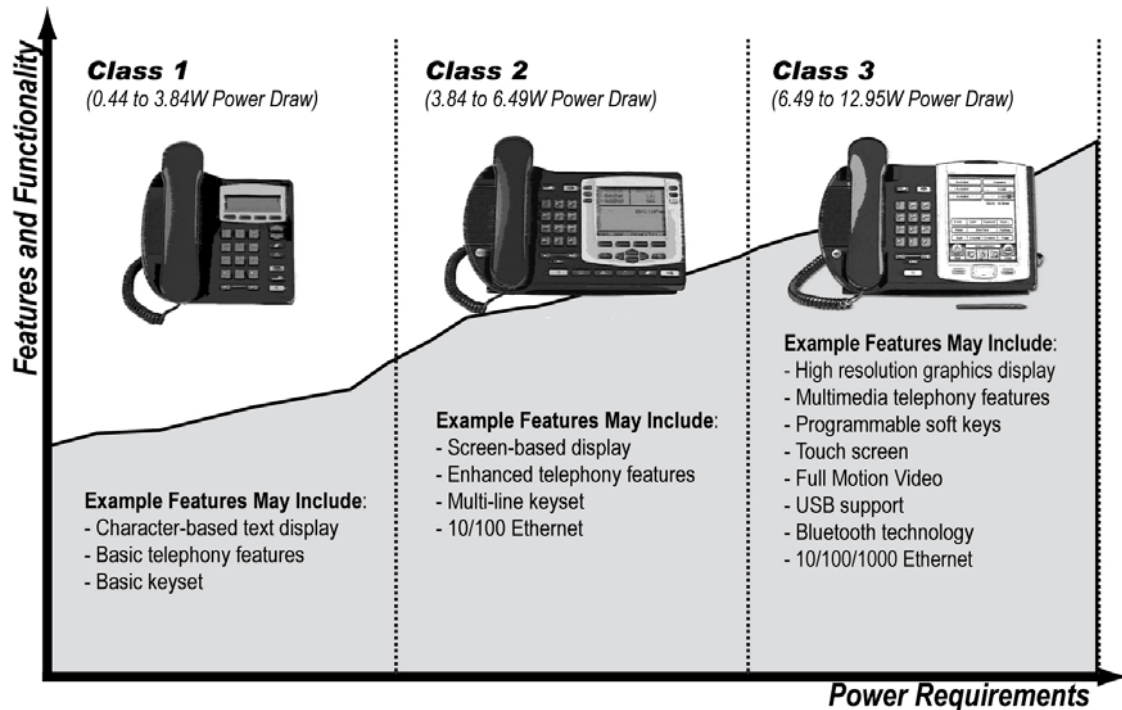 Features and Functionality
Class 1
(0.44 to 3.84W Power Draw)
Example Features May Include:
- Character-based text display
- Basic telephony features
- Basic keyset
Class 2
(3.84 to 6.49W Power Draw)
Example Features May Include:
- Screen-based display
- Enhanced telephony features
- Multi-line keyset
- 10/100 Ethernet
Class 3
(6.49 to 12.95W Power Draw)
Example Features May Include:
- High resolution graphics display
- Multimedia telephony features
- Programmable soft keys
- Touch screen
- Full Motion Video
- USB support
- Bluetooth technology
- 10/100/1000 Ethernet
Power Requirements